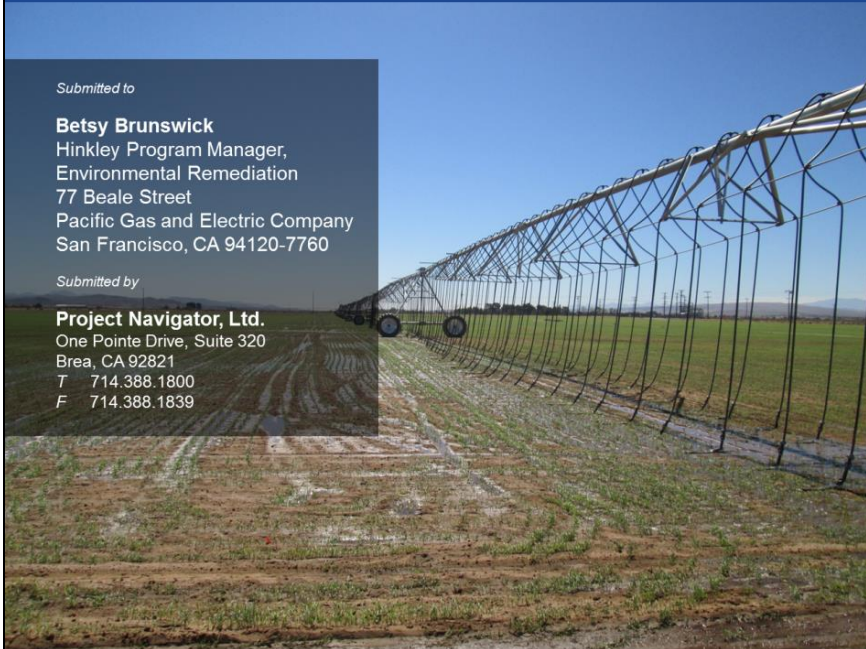 Submitted to
Betsy Brunswick
Hinkley Program Manager,
Environmental Remediation
77 Beale Street
Pacific Gas and Electric Company
San Francisco, CA 94120-7760
Submitted by
Project Navigator, Ltd.
One Pointe Drive, Suite 320
Brea, CA 92821
T 714.388.1800
F 714.388.1839